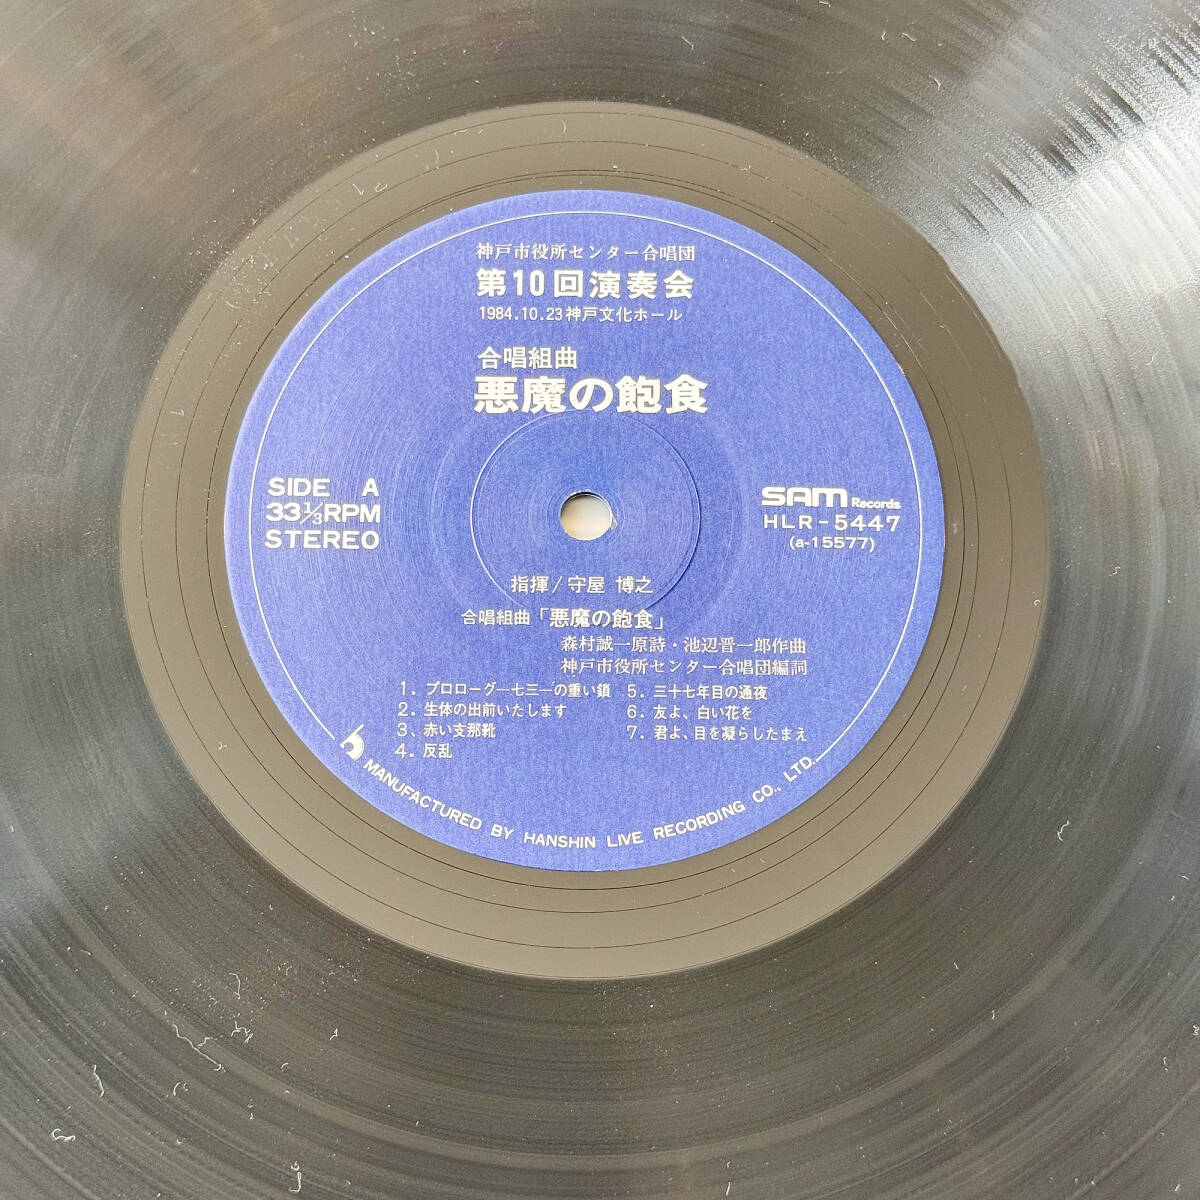 神戸市役所センター合唱団
第10回演奏会
1984.10.23神戸文化ホール
合唱組曲
悪魔の飽食
SIDE A
33⅓RPM
STEREO
SAM Records
HLR-5447
(a-15577)
指揮/守屋 博之
合唱組曲「悪魔の飽食」
森村誠一原詩・池辺晋一郎作曲
神戸市役所センター合唱団編詞
1. プロローグ―七三一の重い鎖
2. 生体の出前いたします
3、赤い支那靴
4. 反乱
5. 三十七年目の通夜
6. 友よ、白い花を
7. 君よ、目を凝らしたまえ
MANUFACTURED BY HANSHIN LIVE RECORDING CO., LTD.